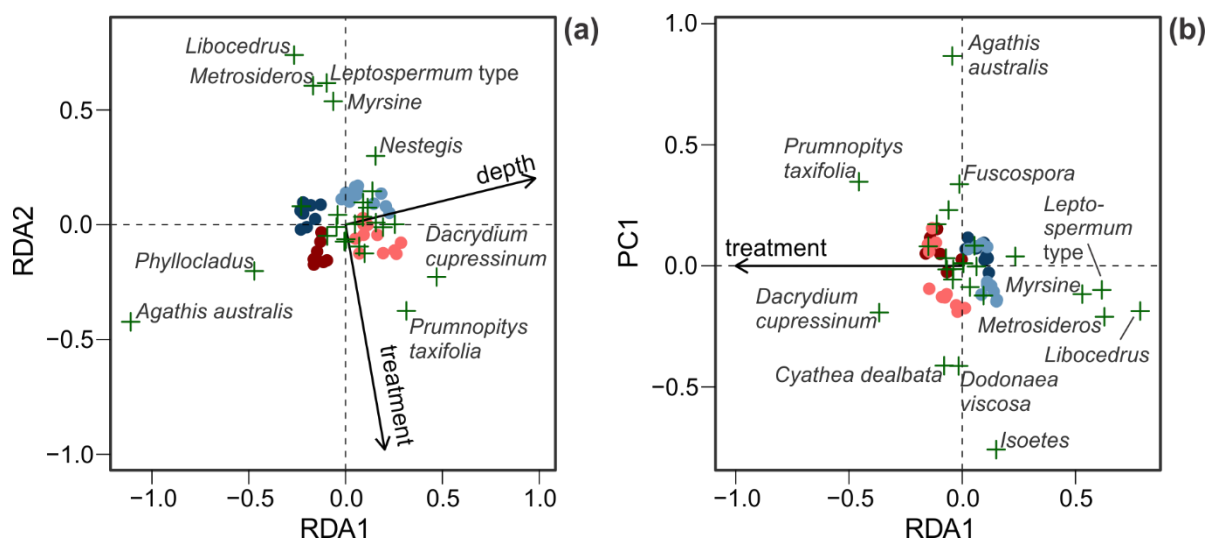 (a)
Libocedrus
Metrosideros
Leptospermum type
Myrsine
0.5
Nestegis
depth
0.0
RDA2
Dacrydium
cupressinum
Phyllocladus
Agathis australis
Prumnopitys
taxifolia
−0.5
treatment
−1.0
−1.0 −0.5 0.0 0.5 1.0
RDA1
(b)
1.0
Agathis
australis
0.5
Prumnopitys
taxifolia
Fuscospora
Lepto-
spermum
type
treatment
PC1
0.0
Myrsine
Dacrydium
cupressinum
Metrosideros
Libocedrus
Cyathea dealbata
Dodonaea
viscosa
−0.5
Isoetes
−1.0 −0.5 0.0 0.5
RDA1